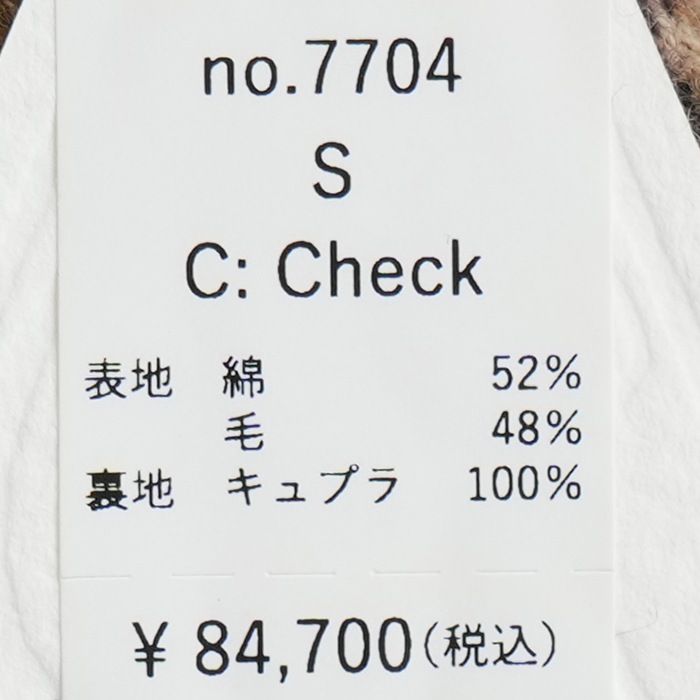 no.7704
S
C: Check
表地 綿 52%
毛 48%
裏地 キュプラ 100%
¥ 84,700(税込)